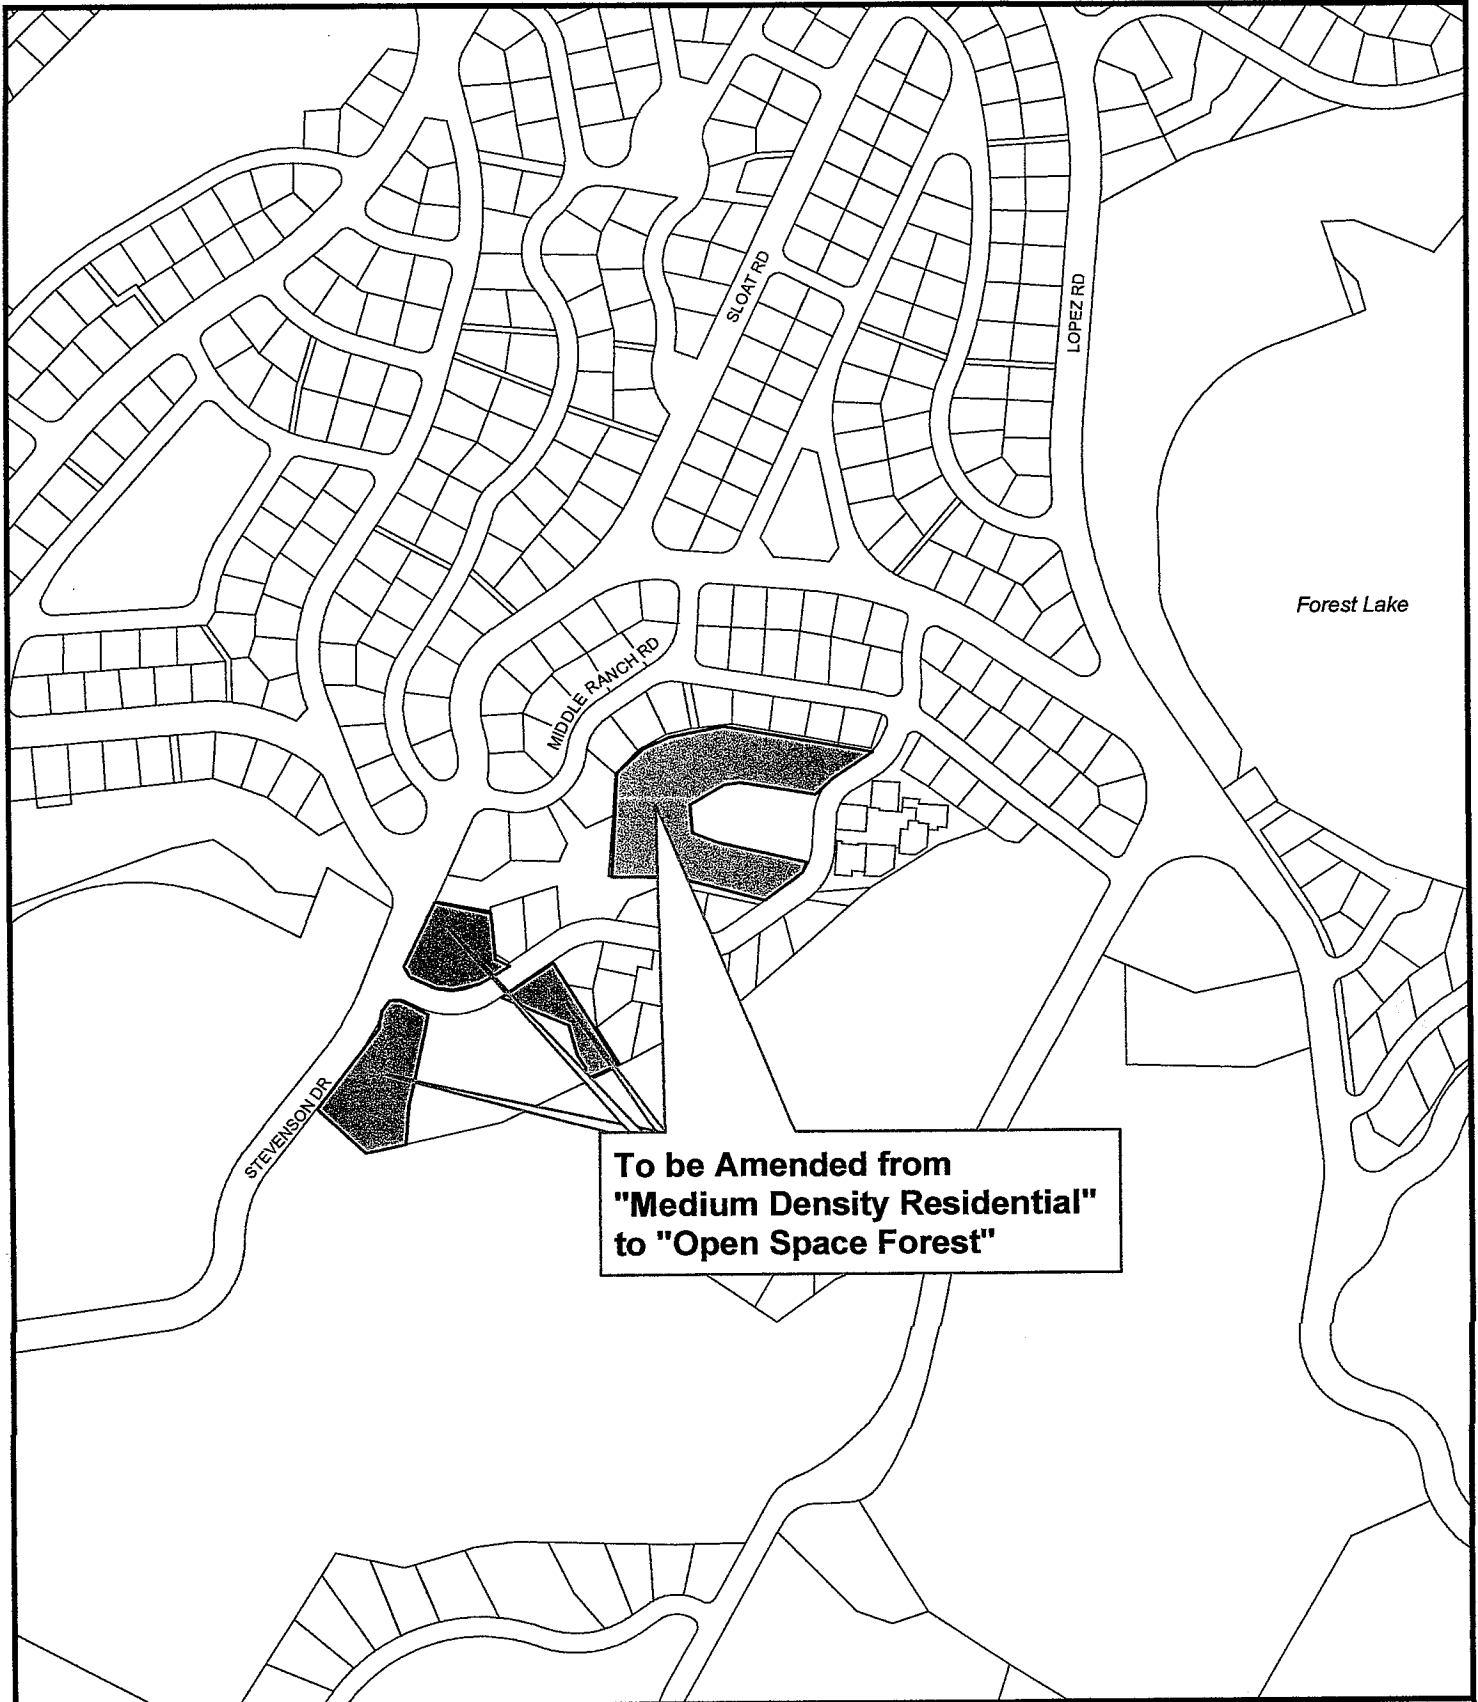 SLOAT RD
LOPEZ RD
Forest Lake
MIDDLE RANCH RD
STEVENSON DR
To be Amended from
"Medium Density Residential"
to "Open Space Forest"